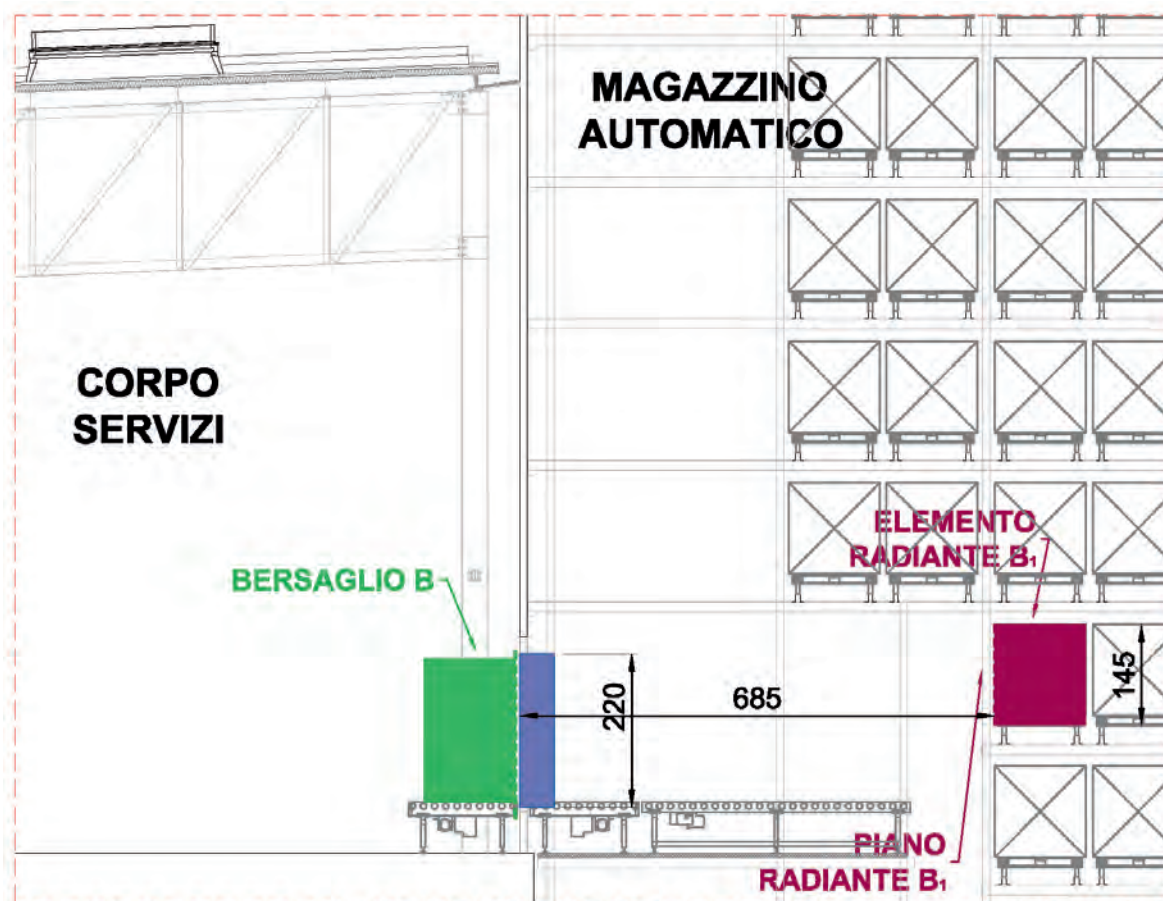 MAGAZZINO
AUTOMATICO
CORPO
SERVIZI
ELEMENTO
RADIANTE B₁
BERSAGLIO B
220
685
145
PIANO
RADIANTE B₁